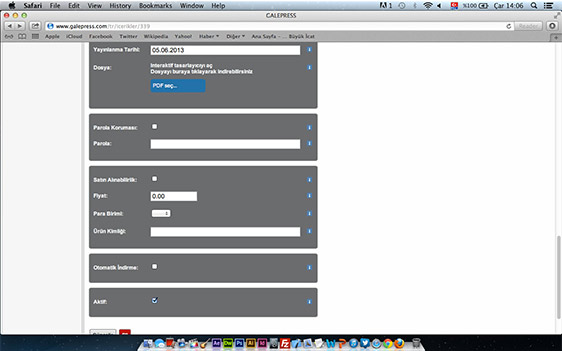 Safari File Edit View History Bookmarks Window Help
1 %100 Çar 14:06
GALEPRESS
www.galepress.com/tr/icerikler/339
Reader
Apple iCloud Facebook Twitter Wikipedia Yahoo! Haber Diğer Ana Sayfa - ... Büyük İcat
Yayınlanma Tarihi: 05.06.2013
Dosya: İnteraktif tasarlayıcıyı aç
Dosyayı buraya tıklayarak indirebilirsiniz
PDF seç...
Parola Koruması:
Parola:
Satın Alınabilirlik:
Fiyat: 0.00
Para Birimi:
Ürün Kimliği:
Otomatik İndirme:
Aktif: